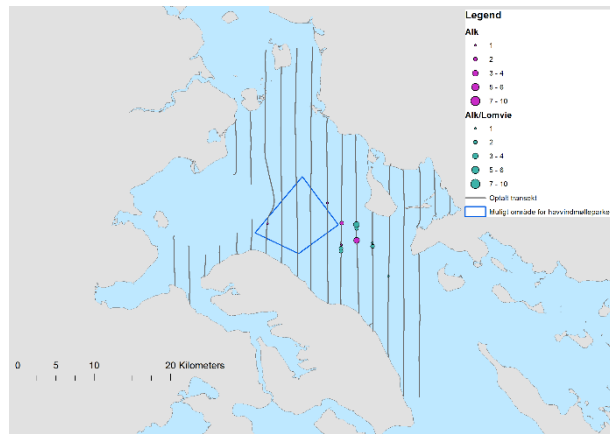 Legend
Alk
1
2
3 - 4
5 - 6
7 - 10
Alk/Lomvie
1
2
3 - 4
5 - 6
7 - 10
Optalt transekt
Muligt område for havvindmøllepark
0 5 10 20 Kilometers